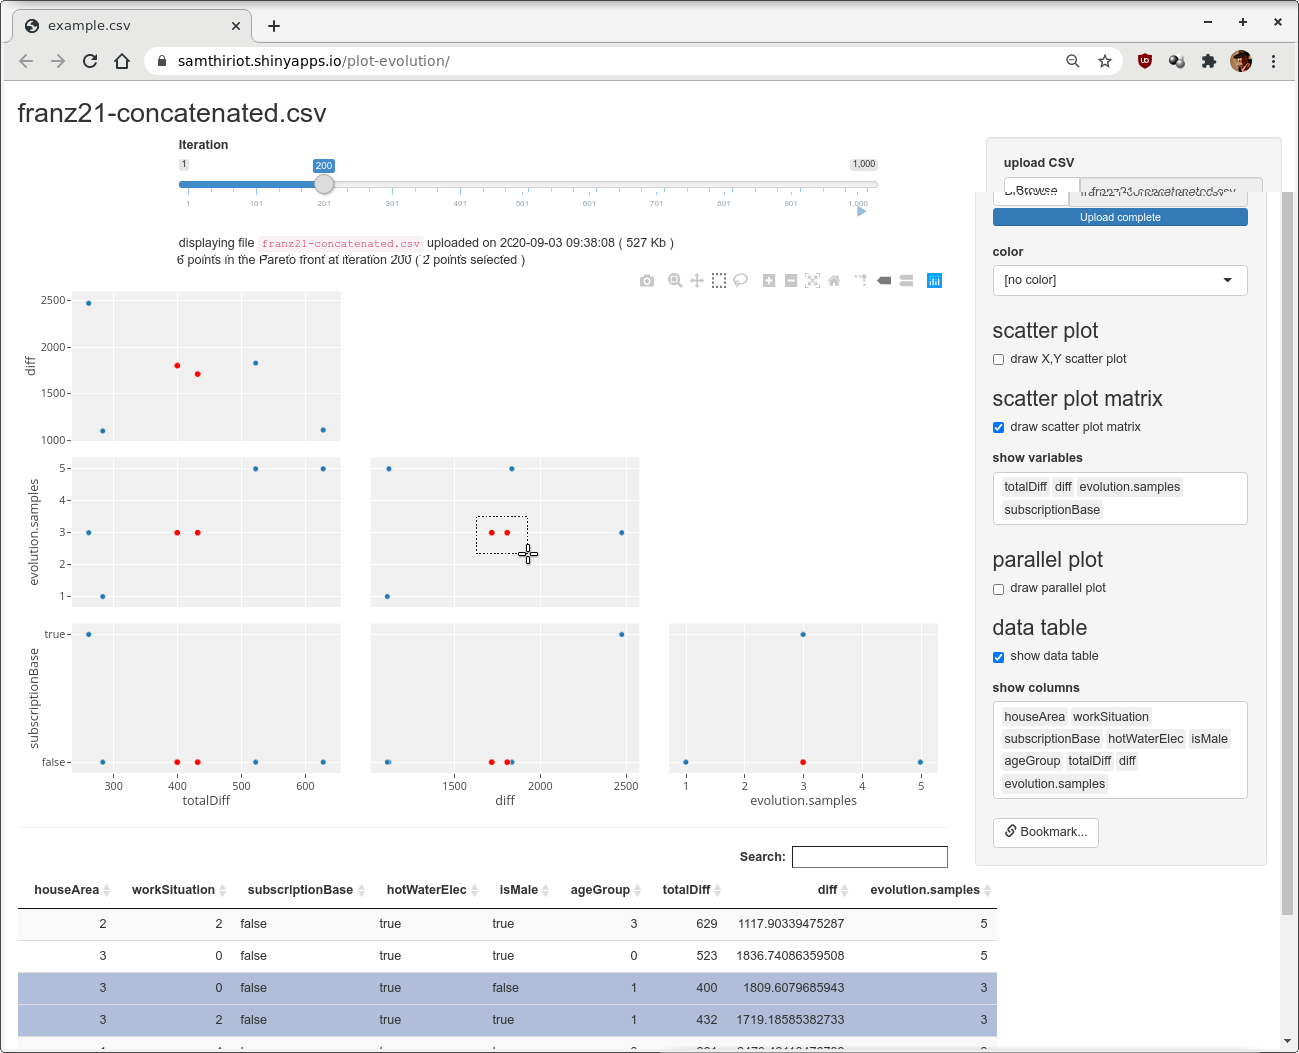 example.csv
samthiriot.shinyapps.io/plot-evolution/
franz21-concatenated.csv
Iteration
1 200 1,000
1 101 201 301 401 501 601 701 801 901 1,000
displaying file franz21-concatenated.csv uploaded on 2020-09-03 09:38:08 ( 527 Kb )
6 points in the Pareto front at iteration 200 ( 2 points selected )
2500
2000
1500
1000
diff
5
4
3
2
1
evolution.samples
true
false
subscriptionBase
300 400 500 600
totalDiff
1500 2000 2500
diff
1 2 3 4 5
evolution.samples
upload CSV
Browse... franz21-concatenated.csv
Upload complete
color
[no color]
scatter plot
draw X,Y scatter plot
scatter plot matrix
draw scatter plot matrix
show variables
totalDiff diff evolution.samples
subscriptionBase
parallel plot
draw parallel plot
data table
show data table
show columns
houseArea workSituation
subscriptionBase hotWaterElec isMale
ageGroup totalDiff diff
evolution.samples
Bookmark...
Search:
houseArea workSituation subscriptionBase hotWaterElec isMale ageGroup totalDiff diff evolution.samples
2 2 false true true 3 629 1117.90339475287 5
3 0 false true true 0 523 1836.74086359508 5
3 0 false true false 1 400 1809.6079685943 3
3 2 false true true 1 432 1719.18585382733 3